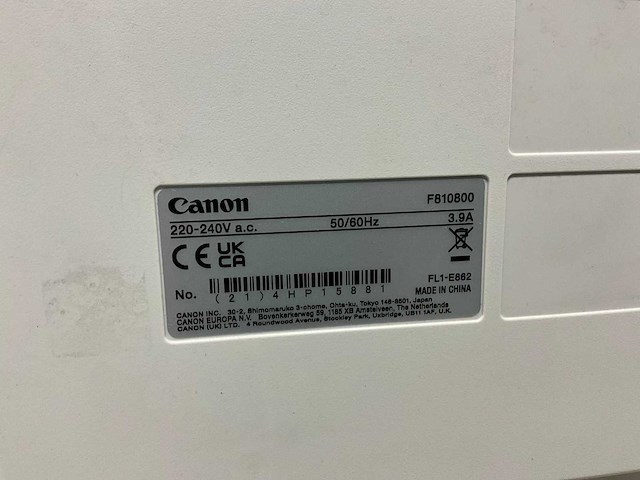 Canon F810800
220-240V a.c. 50/60Hz 3.9A
CE UK CA
FL1-E862
No. (21)4HP15881 MADE IN CHINA
CANON INC. 30-2, Shimomaruko 3-chome, Ohta-ku, Tokyo 146-8501, Japan
CANON EUROPA N.V. Bovenkerkerweg 59, 1185 XB Amstelveen, The Netherlands
CANON (UK) LTD. 4 Roundwood Avenue, Stockley Park, Uxbridge, UB11 1AF, U.K.